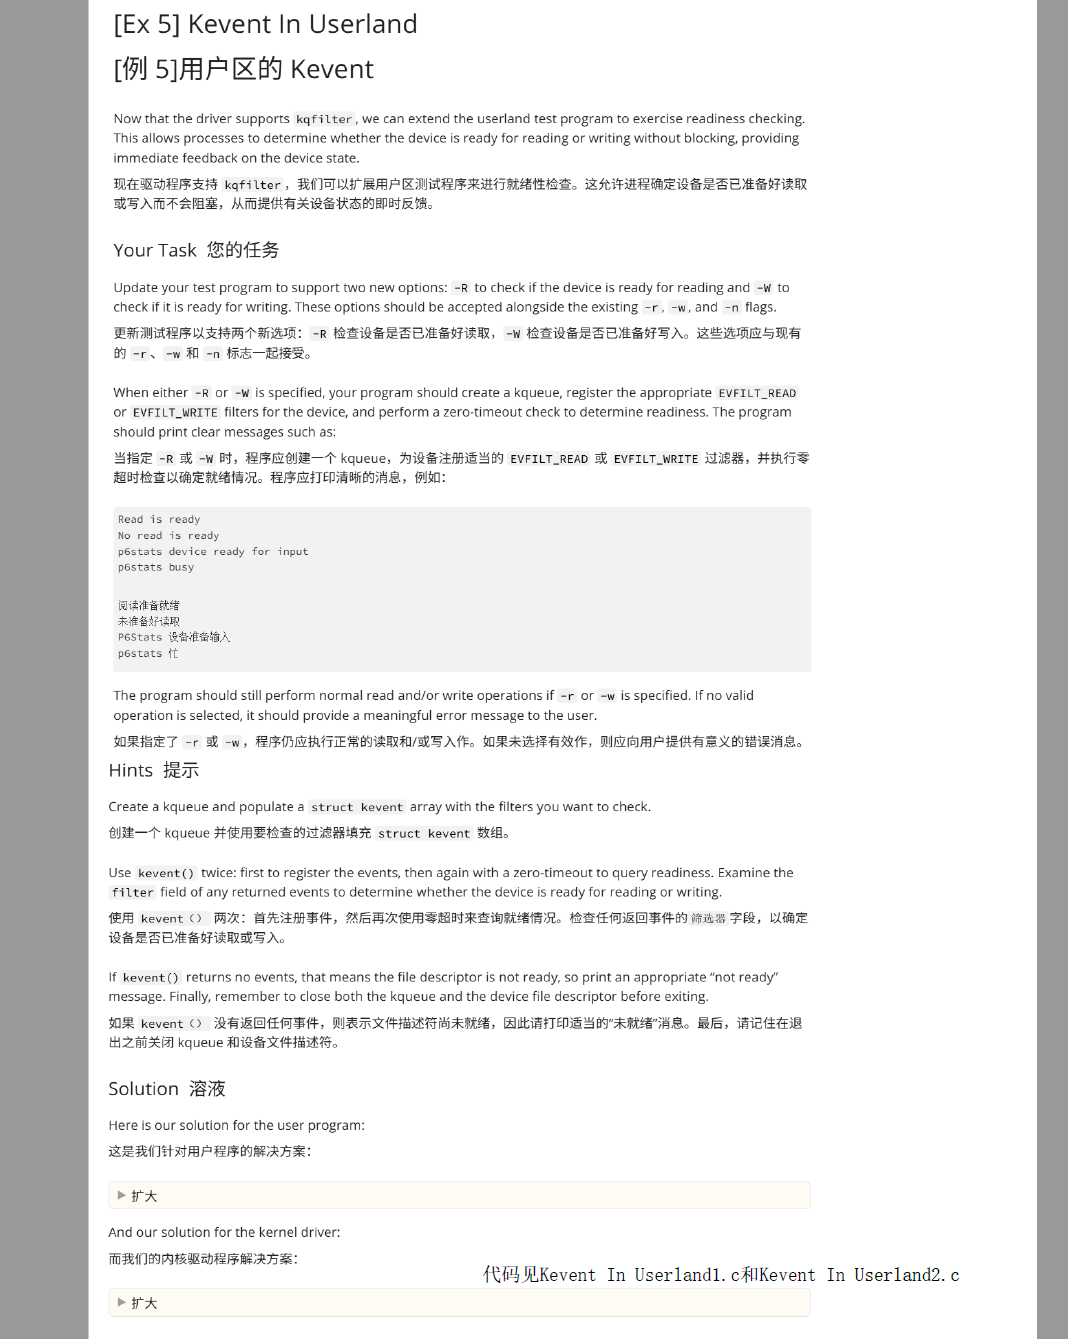 [Ex 5] Kevent In Userland
[例 5]用户区的 Kevent
Now that the driver supports kqfilter, we can extend the userland test program to exercise readiness checking.
This allows processes to determine whether the device is ready for reading or writing without blocking, providing
immediate feedback on the device state.
现在驱动程序支持 kqfilter，我们可以扩展用户区测试程序来进行就绪性检查。这允许进程确定设备是否已准备好读取
或写入而不会阻塞，从而提供有关设备状态的即时反馈。
Your Task 您的任务
Update your test program to support two new options: -R to check if the device is ready for reading and -W to
check if it is ready for writing. These options should be accepted alongside the existing -r, -w, and -n flags.
更新测试程序以支持两个新选项：-R 检查设备是否已准备好读取，-W 检查设备是否已准备好写入。这些选项应与现有
的 -r、-w 和 -n 标志一起接受。
When either -R or -W is specified, your program should create a kqueue, register the appropriate EVFILT_READ
or EVFILT_WRITE filters for the device, and perform a zero-timeout check to determine readiness. The program
should print clear messages such as:
当指定 -R 或 -W 时，程序应创建一个 kqueue，为设备注册适当的 EVFILT_READ 或 EVFILT_WRITE 过滤器，并执行零
超时检查以确定就绪情况。程序应打印清晰的消息，例如：
Read is ready
No read is ready
p6stats device ready for input
p6stats busy
阅读准备就绪
未准备好读取
P6Stats 设备准备输入
p6stats 忙
The program should still perform normal read and/or write operations if -r or -w is specified. If no valid
operation is selected, it should provide a meaningful error message to the user.
如果指定了 -r 或 -w，程序仍应执行正常的读取和/或写入作。如果未选择有效作，则应向用户提供有意义的错误消息。
Hints 提示
Create a kqueue and populate a struct kevent array with the filters you want to check.
创建一个 kqueue 并使用要检查的过滤器填充 struct kevent 数组。
Use kevent() twice: first to register the events, then again with a zero-timeout to query readiness. Examine the
filter field of any returned events to determine whether the device is ready for reading or writing.
使用 kevent（） 两次：首先注册事件，然后再次使用零超时来查询就绪情况。检查任何返回事件的 筛选器 字段，以确定
设备是否已准备好读取或写入。
If kevent() returns no events, that means the file descriptor is not ready, so print an appropriate “not ready”
message. Finally, remember to close both the kqueue and the device file descriptor before exiting.
如果 kevent（） 没有返回任何事件，则表示文件描述符尚未就绪，因此请打印适当的“未就绪”消息。最后，请记住在退
出之前关闭 kqueue 和设备文件描述符。
Solution 溶液
Here is our solution for the user program:
这是我们针对用户程序的解决方案：
扩大
And our solution for the kernel driver:
而我们的内核驱动程序解决方案：
代码见Kevent In Userland1.c和Kevent In Userland2.c
扩大